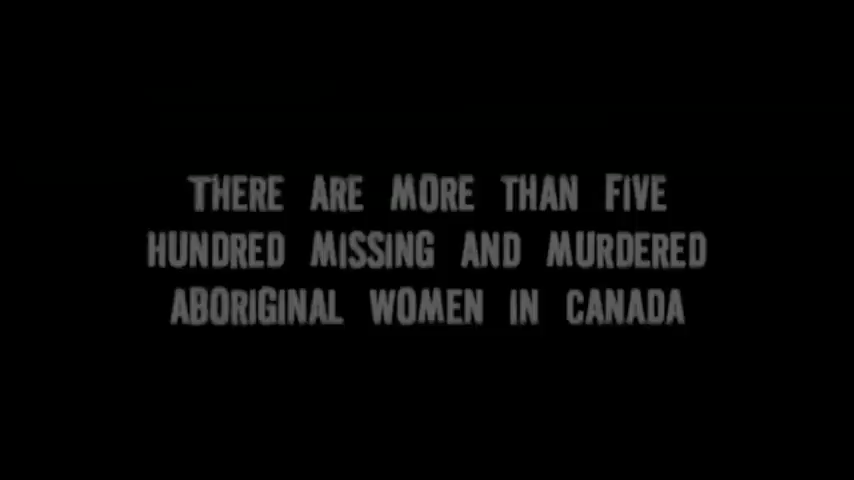 THERE ARE MORE THAN FIVE
HUNDRED MISSING AND MURDERED
ABORIGINAL WOMEN IN CANADA